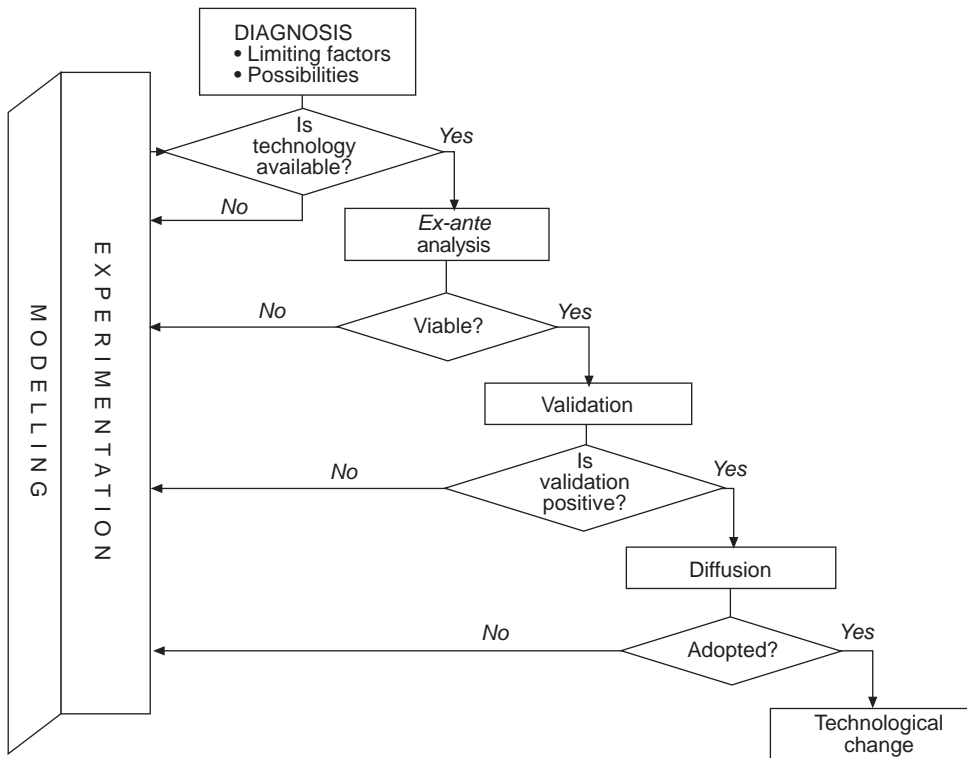 DIAGNOSIS
• Limiting factors
• Possibilities
Is
technology
available?
Yes
No
Ex-ante
analysis
Viable?
No
Yes
Validation
Is
validation
positive?
No
Yes
Diffusion
Adopted?
No
Yes
Technological
change
EXPERIMENTATION
MODELLING